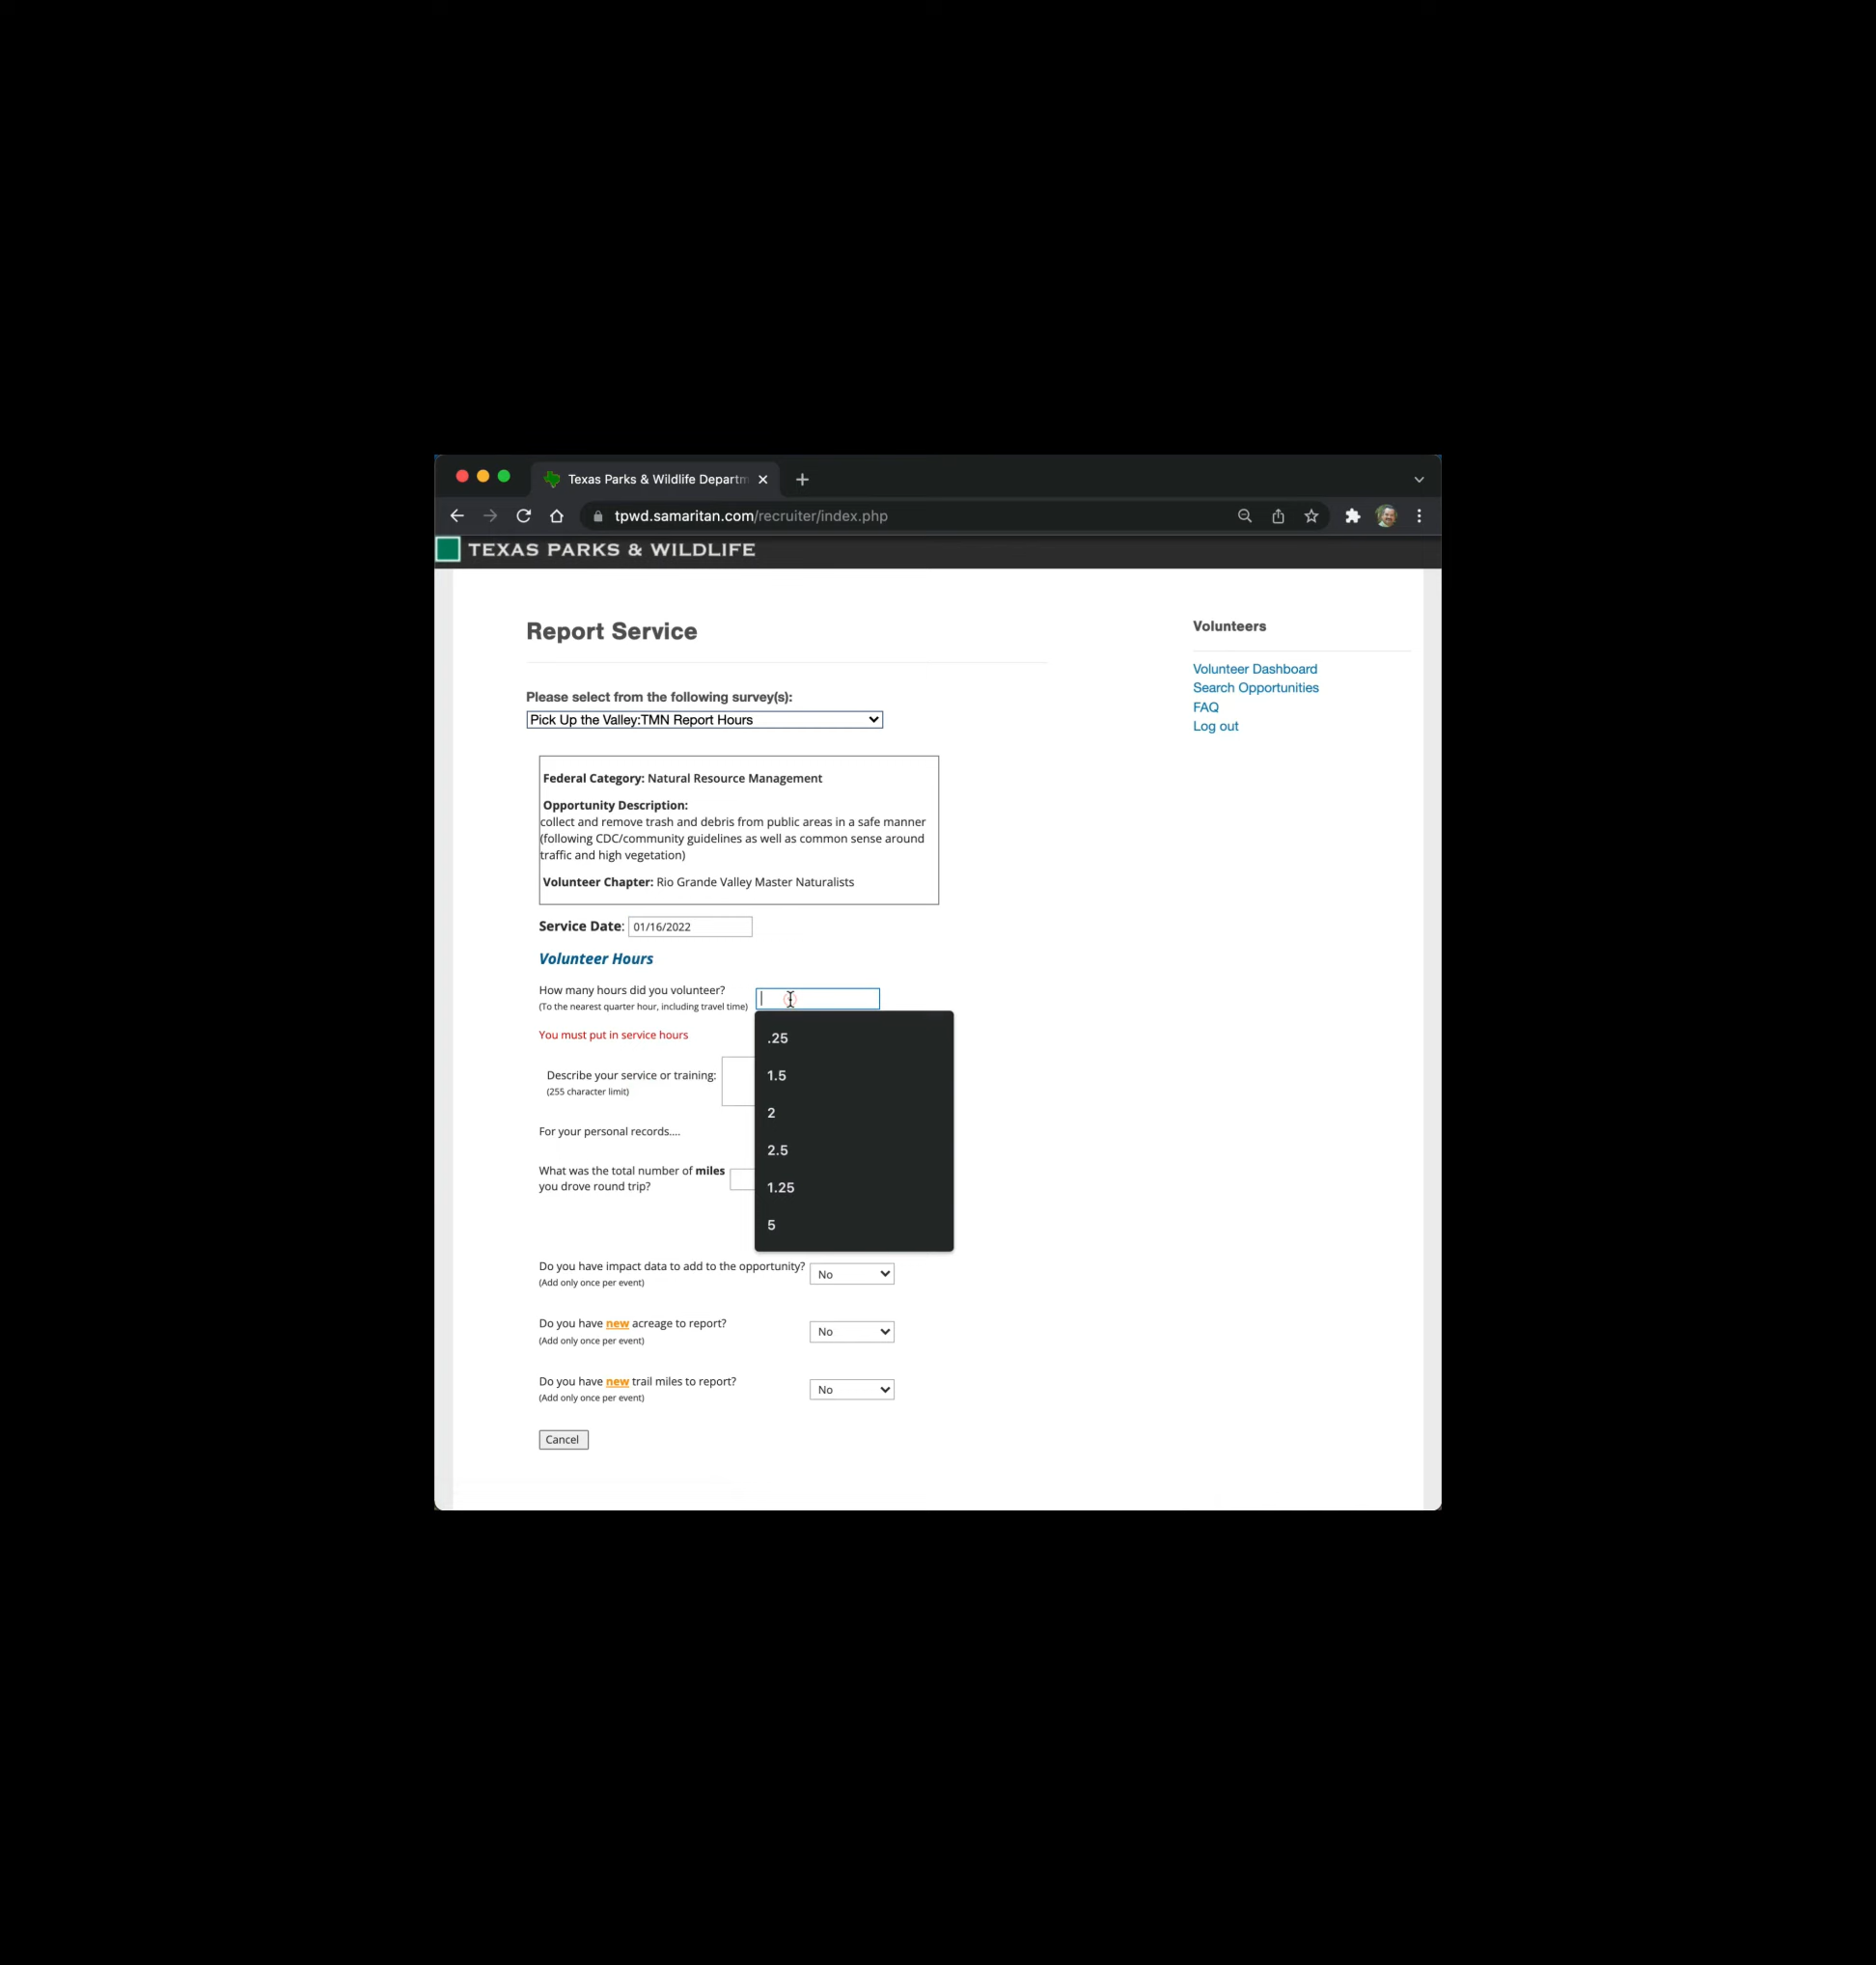 Texas Parks & Wildlife Departm
tpwd.samaritan.com/recruiter/index.php
TEXAS PARKS & WILDLIFE
Report Service
Please select from the following survey(s):
Pick Up the Valley:TMN Report Hours
Federal Category: Natural Resource Management
Opportunity Description:
collect and remove trash and debris from public areas in a safe manner
(following CDC/community guidelines as well as common sense around
traffic and high vegetation)
Volunteer Chapter: Rio Grande Valley Master Naturalists
Service Date: 01/16/2022
Volunteer Hours
How many hours did you volunteer?
(To the nearest quarter hour, including travel time)
You must put in service hours
.25
1.5
2
2.5
1.25
5
Describe your service or training:
(255 character limit)
For your personal records....
What was the total number of miles
you drove round trip?
Do you have impact data to add to the opportunity? No
(Add only once per event)
Do you have new acreage to report? No
(Add only once per event)
Do you have new trail miles to report? No
(Add only once per event)
Cancel
Volunteers
Volunteer Dashboard
Search Opportunities
FAQ
Log out